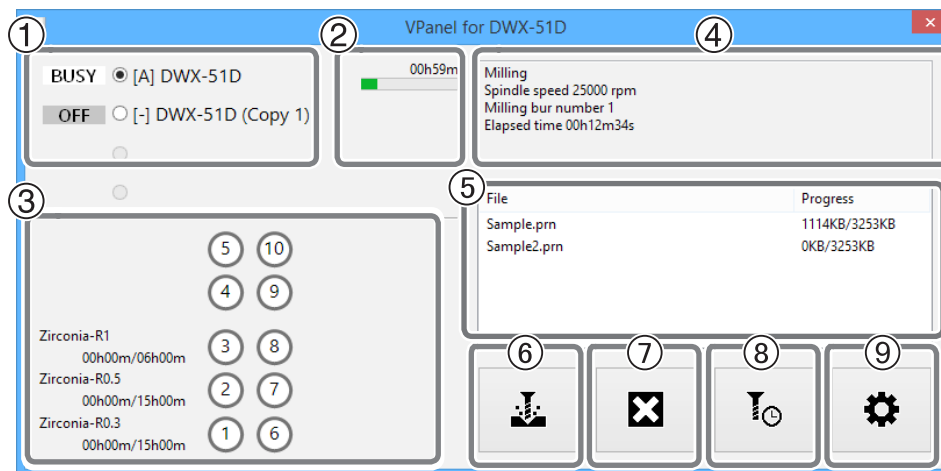 VPanel for DWX-51D
×
① ② ④
BUSY [A] DWX-51D
OFF [-] DWX-51D (Copy 1)
00h59m
Milling
Spindle speed 25000 rpm
Milling bur number 1
Elapsed time 00h12m34s
③
5 10
4 9
Zirconia-R1
00h00m/06h00m
3 8
Zirconia-R0.5
00h00m/15h00m
2 7
Zirconia-R0.3
00h00m/15h00m
1 6
⑤
File Progress
Sample.prn 1114KB/3253KB
Sample2.prn 0KB/3253KB
⑥ ⑦ ⑧ ⑨